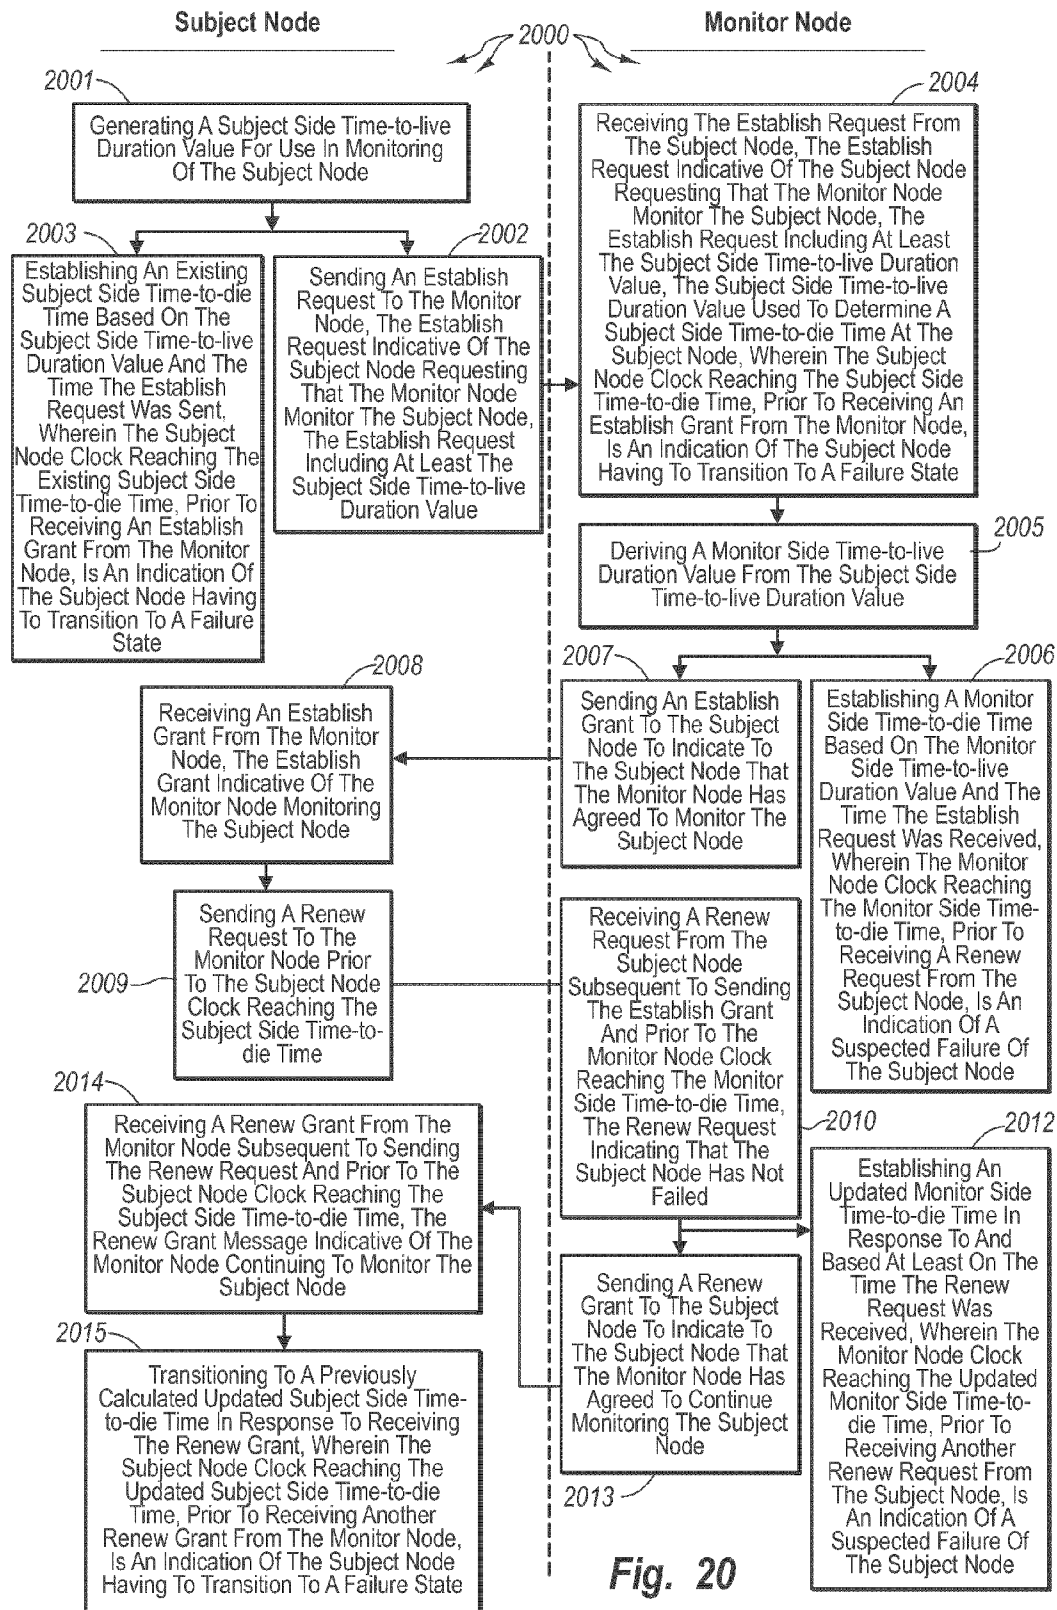 Subject Node
2000
Monitor Node
2001
Generating A Subject Side Time-to-live
Duration Value For Use In Monitoring
Of The Subject Node
2003
Establishing An Existing
Subject Side Time-to-die
Time Based On The
Subject Side Time-to-live
Duration Value And The
Time The Establish
Request Was Sent,
Wherein The Subject
Node Clock Reaching The
Existing Subject Side
Time-to-die Time, Prior To
Receiving An Establish
Grant From The Monitor
Node, Is An Indication Of
The Subject Node Having
To Transition To A Failure
State
2002
Sending An Establish
Request To The Monitor
Node, The Establish
Request Indicative Of The
Subject Node Requesting
That The Monitor Node
Monitor The Subject Node,
The Establish Request
Including At Least The
Subject Side Time-to-live
Duration Value
2004
Receiving The Establish Request From
The Subject Node, The Establish
Request Indicative Of The Subject Node
Requesting That The Monitor Node
Monitor The Subject Node, The
Establish Request Including At Least
The Subject Side Time-to-live Duration
Value, The Subject Side Time-to-live
Duration Value Used To Determine A
Subject Side Time-to-die Time At The
Subject Node, Wherein The Subject
Node Clock Reaching The Subject Side
Time-to-die Time, Prior To Receiving An
Establish Grant From The Monitor Node,
Is An Indication Of The Subject Node
Having To Transition To A Failure State
2005
Deriving A Monitor Side Time-to-live
Duration Value From The Subject Side
Time-to-live Duration Value
2007
Sending An Establish
Grant To The Subject
Node To Indicate To
The Subject Node That
The Monitor Node Has
Agreed To Monitor The
Subject Node
2006
Establishing A Monitor
Side Time-to-die Time
Based On The Monitor
Side Time-to-live
Duration Value And The
Time The Establish
Request Was Received,
Wherein The Monitor
Node Clock Reaching
The Monitor Side Time-
to-die Time, Prior To
Receiving A Renew
Request From The
Subject Node, Is An
Indication Of A
Suspected Failure Of
The Subject Node
2008
Receiving An Establish
Grant From The Monitor
Node, The Establish
Grant Indicative Of The
Monitor Node Monitoring
The Subject Node
2009
Sending A Renew
Request To The
Monitor Node Prior
To The Subject Node
Clock Reaching The
Subject Side Time-to-
die Time
2010
Receiving A Renew
Request From The
Subject Node
Subsequent To Sending
The Establish Grant
And Prior To The
Monitor Node Clock
Reaching The Monitor
Side Time-to-die Time,
The Renew Request
Indicating That The
Subject Node Has Not
Failed
2012
Establishing An
Updated Monitor Side
Time-to-die Time In
Response To And
Based At Least On The
Time The Renew
Request Was
Received, Wherein The
Monitor Node Clock
Reaching The Updated
Monitor Side Time-to-
die Time, Prior To
Receiving Another
Renew Request From
The Subject Node, Is
An Indication Of A
Suspected Failure Of
The Subject Node
2013
Sending A Renew
Grant To The Subject
Node To Indicate To
The Subject Node That
The Monitor Node Has
Agreed To Continue
Monitoring The Subject
Node
2014
Receiving A Renew Grant From The
Monitor Node Subsequent To Sending
The Renew Request And Prior To The
Subject Node Clock Reaching The
Subject Side Time-to-die Time, The
Renew Grant Message Indicative Of The
Monitor Node Continuing To Monitor The
Subject Node
2015
Transitioning To A Previously
Calculated Updated Subject Side Time-
to-die Time In Response To Receiving
The Renew Grant, Wherein The
Subject Node Clock Reaching The
Updated Subject Side Time-to-die
Time, Prior To Receiving Another
Renew Grant From The Monitor Node,
Is An Indication Of The Subject Node
Having To Transition To A Failure State
Fig. 20